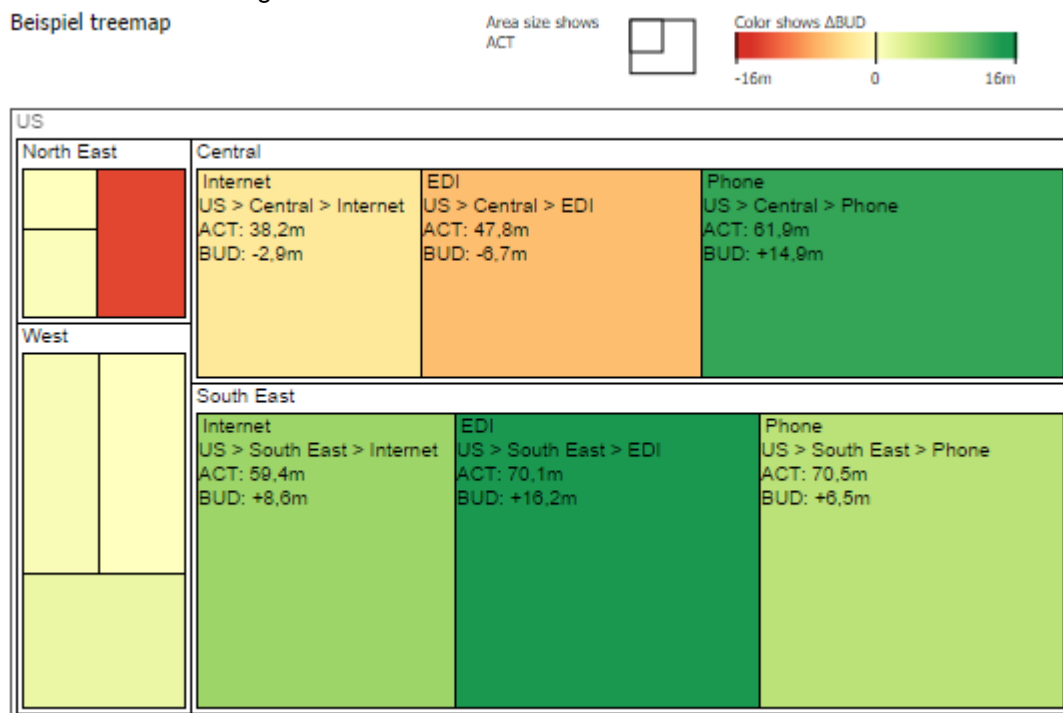 Beispiel treemap
Area size shows
ACT
Color shows ΔBUD
-16m 0 16m
US
North East
Central
Internet
US > Central > Internet
ACT: 38,2m
BUD: -2,9m
EDI
US > Central > EDI
ACT: 47,8m
BUD: -6,7m
Phone
US > Central > Phone
ACT: 61,9m
BUD: +14,9m
West
South East
Internet
US > South East > Internet
ACT: 59,4m
BUD: +8,6m
EDI
US > South East > EDI
ACT: 70,1m
BUD: +16,2m
Phone
US > South East > Phone
ACT: 70,5m
BUD: +6,5m